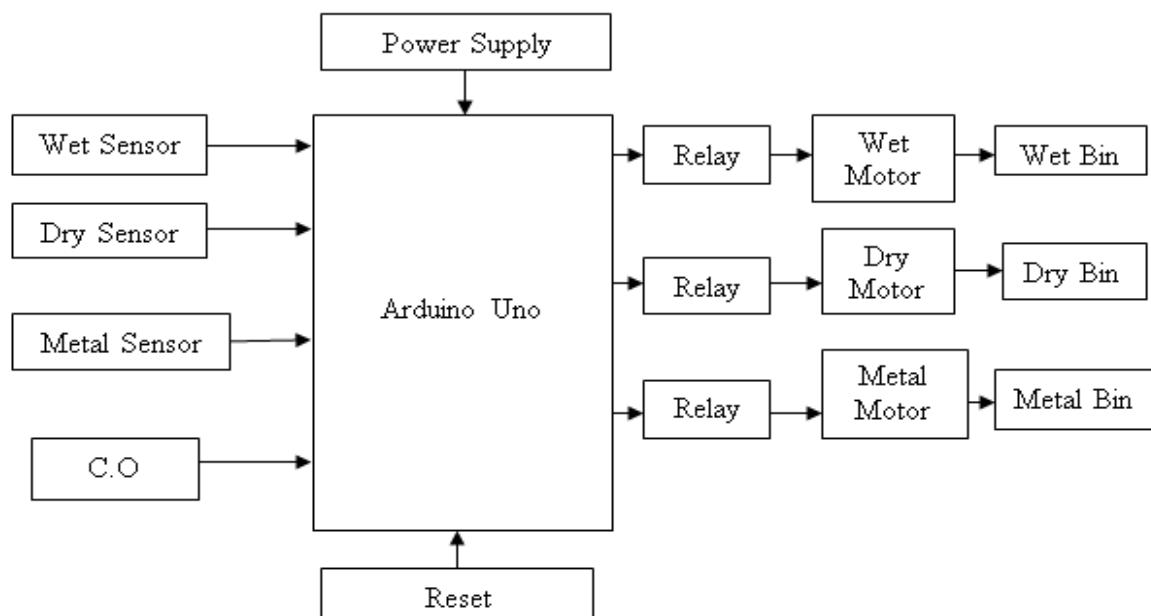 Power Supply
Wet Sensor
Dry Sensor
Metal Sensor
C.O
Arduino Uno
Reset
Relay
Wet
Motor
Wet Bin
Relay
Dry
Motor
Dry Bin
Relay
Metal
Motor
Metal Bin